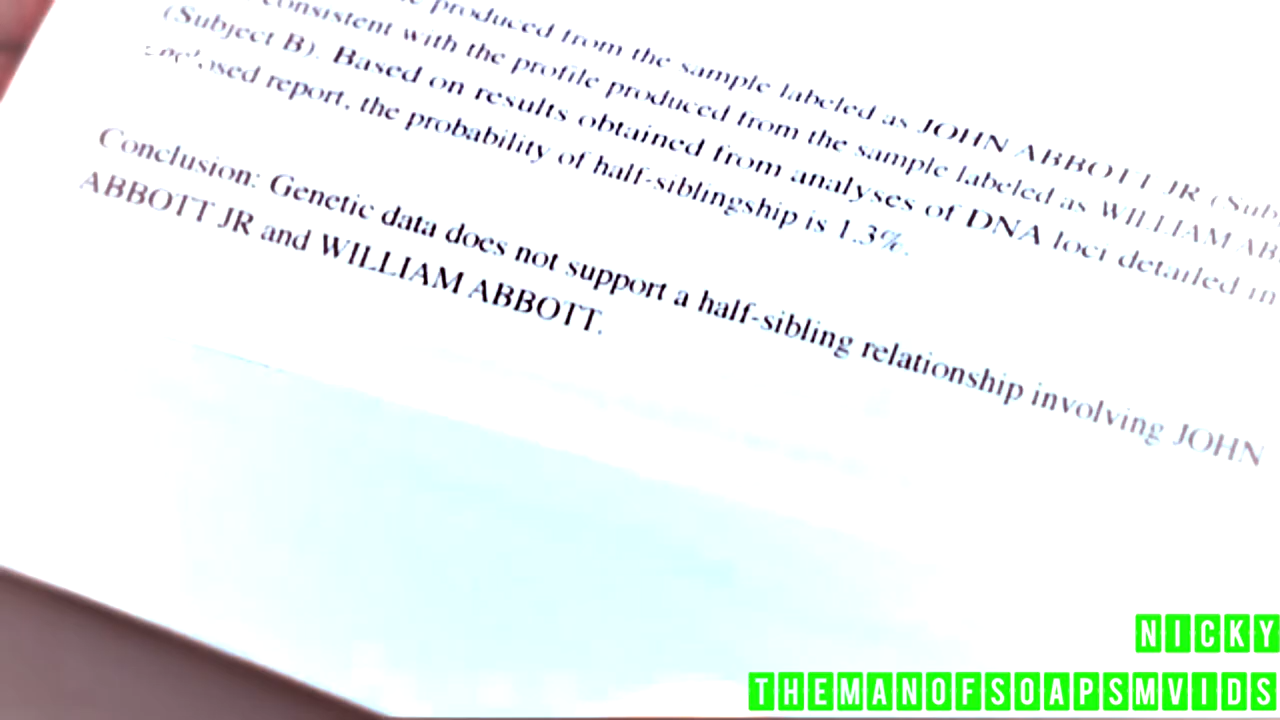 produced from the sample labeled as JOHN ABBOTT JR (Sub
consistent with the profile produced from the sample labeled as WILLIAM AB
(Subject B). Based on results obtained from analyses of DNA loci detailed in
enclosed report, the probability of half-siblingship is 1.3%.
Conclusion: Genetic data does not support a half-sibling relationship involving JOHN
ABBOTT JR and WILLIAM ABBOTT.
NICKY
THEMANOFSOAPSMVIDS